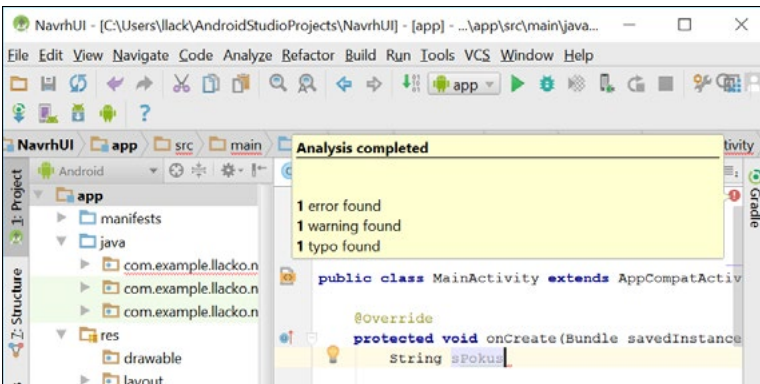 NavrhUI - [C:\Users\llack\AndroidStudioProjects\NavrhUI] - [app] - ...\app\src\main\java...
File Edit View Navigate Code Analyze Refactor Build Run Tools VCS Window Help
app
?
NavrhUI app src main tivity
Analysis completed
1: Project
Android
app
1 error found
manifests
1 warning found
java
1 typo found
Gradle
com.example.llacko.n
public class MainActivity extends AppCompatActiv
com.example.llacko.n
com.example.llacko.n
@Override
Z: Structure
res
protected void onCreate(Bundle savedInstance
drawable
String sPokus
layout